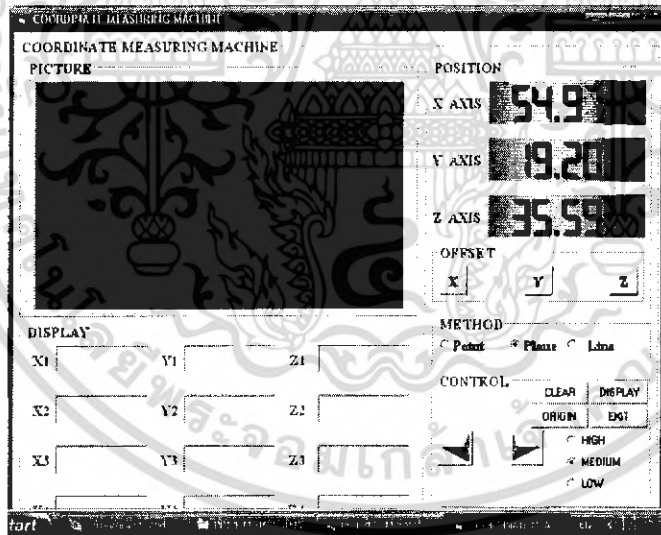 COORDINATE MEASURING MACHINE
COORDINATE MEASURING MACHINE
PICTURE
POSITION
X AXIS 54.93
Y AXIS 19.20
Z AXIS 35.59
OFFSET
X Y Z
METHOD
Point Plane Line
DISPLAY
X1 Y1 Z1
X2 Y2 Z2
X3 Y3 Z3
CONTROL
CLEAR DISPLAY
ORIGIN EXIT
HIGH
MEDIUM
LOW
tart